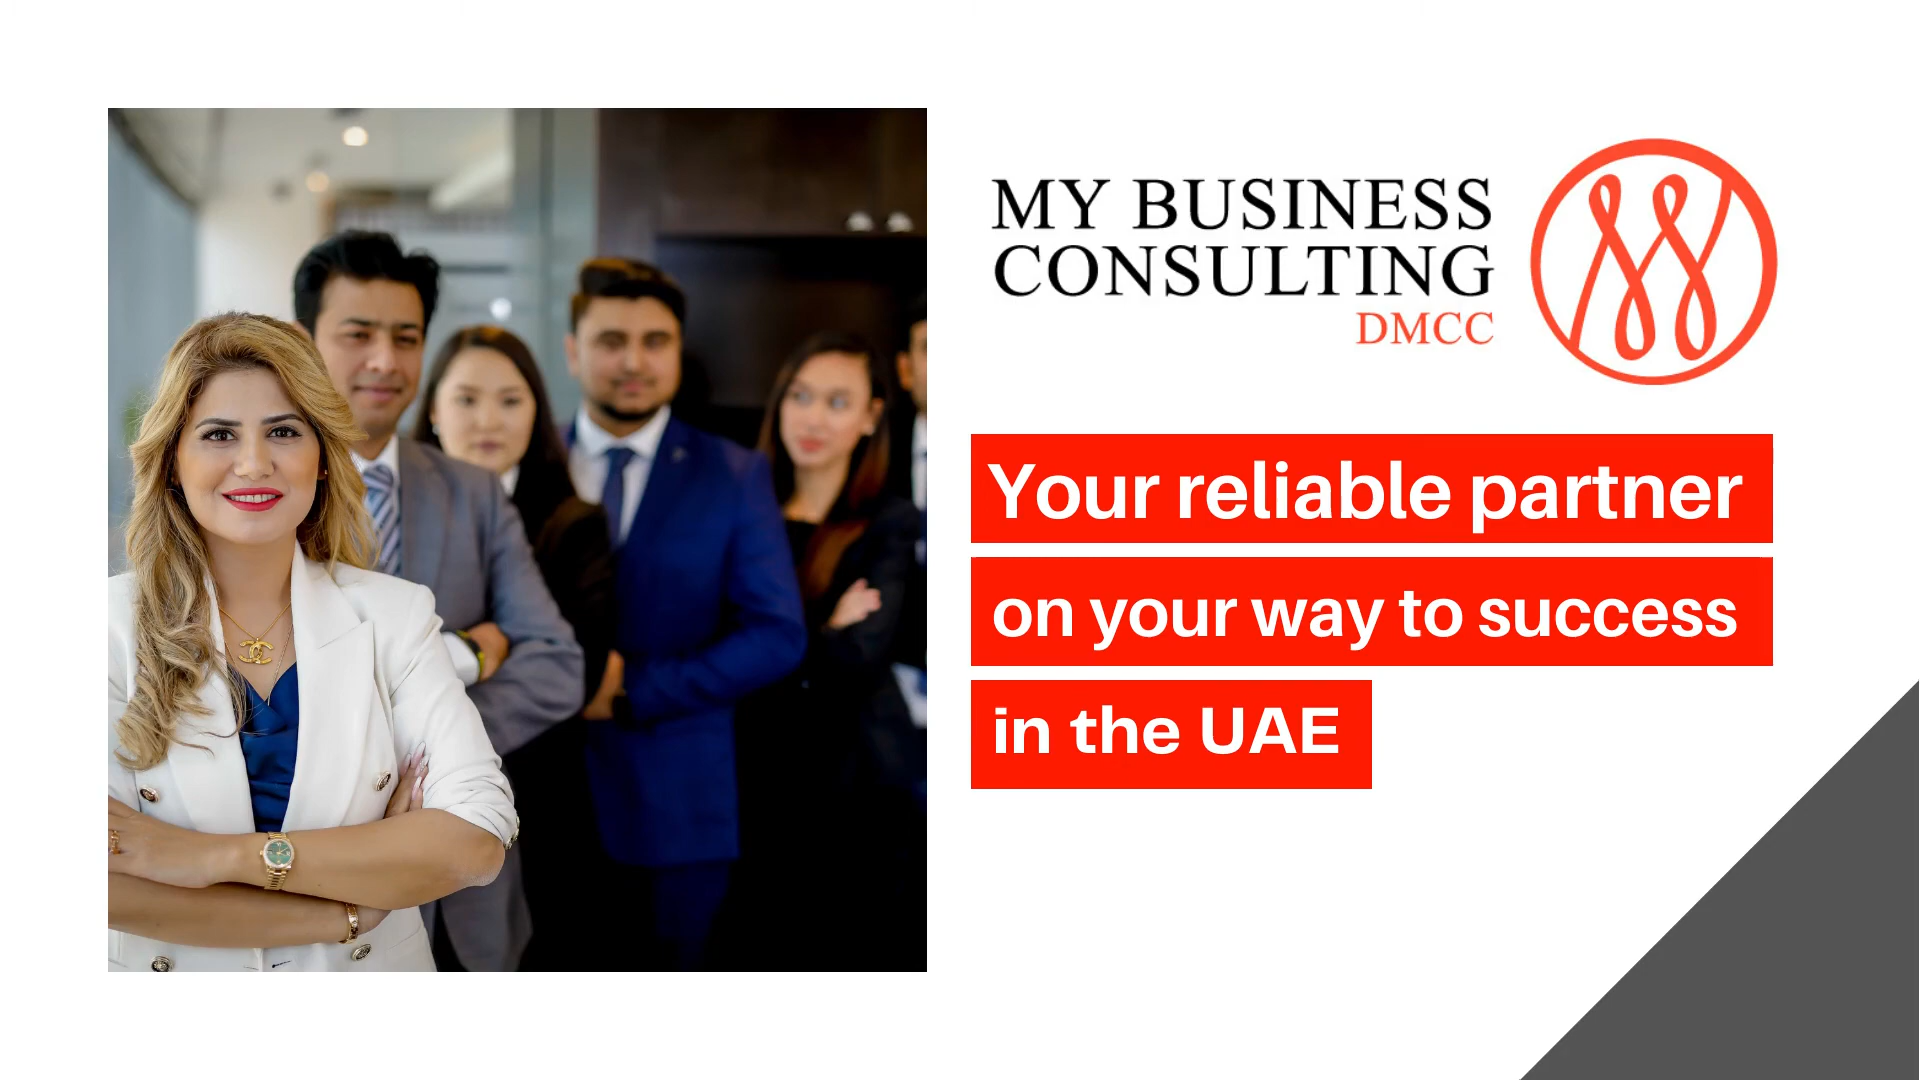 MY BUSINESS
CONSULTING
DMCC
Your reliable partner
on your way to success
in the UAE